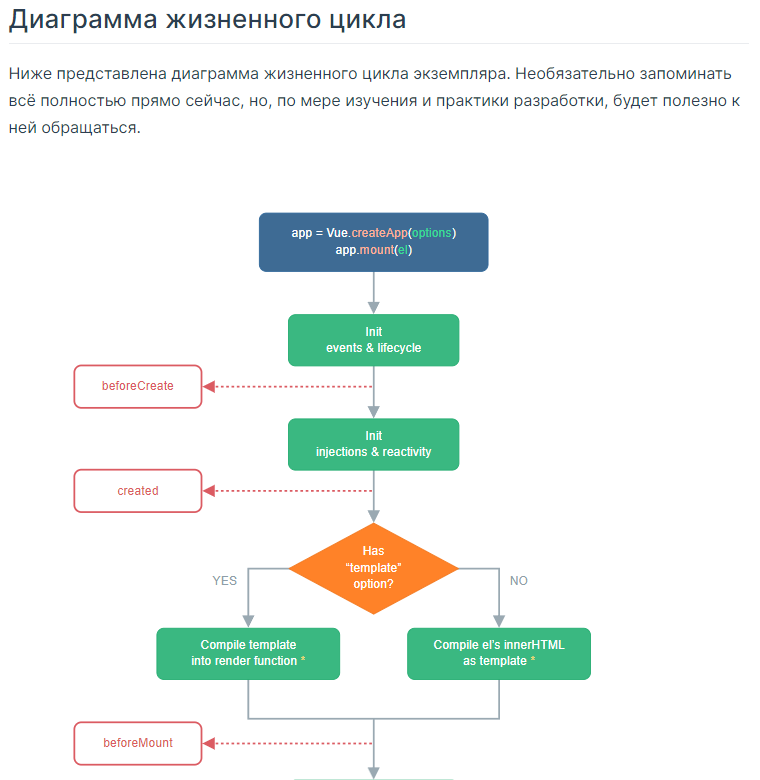 Диаграмма жизненного цикла
Ниже представлена диаграмма жизненного цикла экземпляра. Необязательно запоминать
всё полностью прямо сейчас, но, по мере изучения и практики разработки, будет полезно к
ней обращаться.
app = Vue.createApp(options)
app.mount(el)
Init
events & lifecycle
beforeCreate
Init
injections & reactivity
created
Has
“template”
option?
YES
NO
Compile template
into render function *
Compile el's innerHTML
as template *
beforeMount